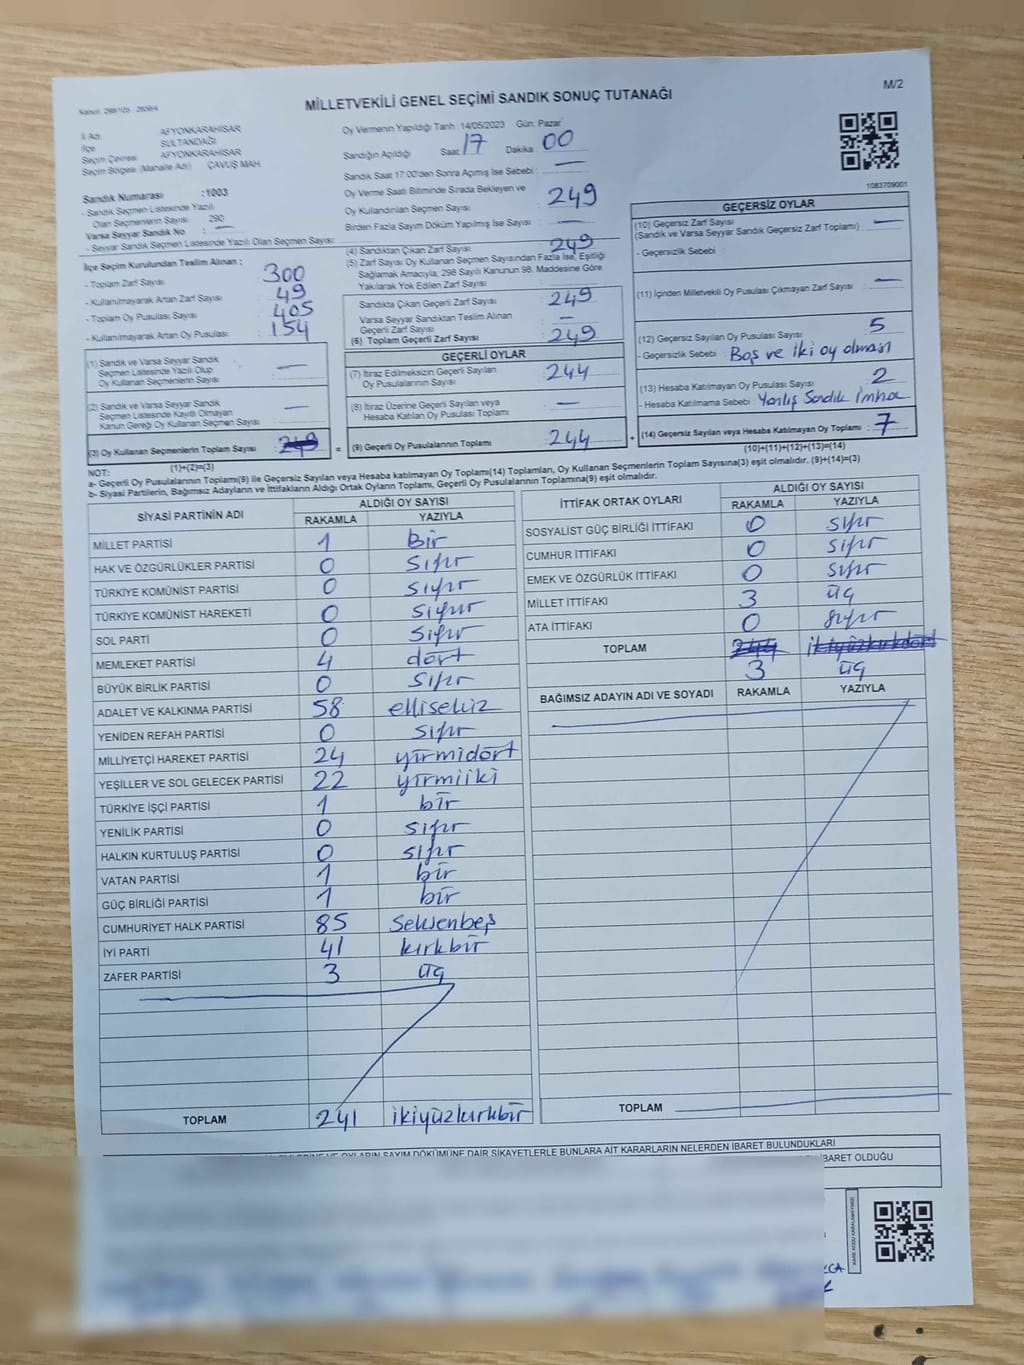 M/2
MİLLETVEKİLİ GENEL SEÇİMİ SANDIK SONUÇ TUTANAĞI
İl Adı AFYONKARAHİSAR
İlçe SULTANDAĞI
Seçim Çevresi AFYONKARAHİSAR
Seçim Bölgesi (Mahalle Adı) ÇAVUŞ MAH.
Sandık Numarası :1003
- Sandık Seçmen Listesinde Yazılı
Olan Seçmenlerin Sayısı 290
Varsa Seyyar Sandık No :
- Seyyar Sandık Seçmen Listesinde Yazılı Olan Seçmen Sayısı:
Oy Vermenin Yapıldığı Tarih :14/05/2023 Gün: Pazar
Sandığın Açıldığı Saat: 17 Dakika 00
Sandık Saat 17:00'den Sonra Açılmış İse Sebebi :
Oy Verme Saati Bitiminde Sırada Bekleyen ve
Oy Kullandırılan Seçmen Sayısı 249
Birden Fazla Sayım Döküm Yapılmış İse Sayısı :
1083709001
İlçe Seçim Kurulundan Teslim Alınan :
- Toplam Zarf Sayısı : 300
- Kullanılmayarak Artan Zarf Sayısı : 49
- Toplam Oy Pusulası Sayısı : 405
- Kullanılmayarak Artan Oy Pusulası : 154
(1) Sandık ve Varsa Seyyar Sandık
Seçmen Listesinde Yazılı Olup
Oy Kullanan Seçmenlerin Sayısı
(2) Sandık ve Varsa Seyyar Sandık
Seçmen Listesinde Kayıtlı Olmayan
Kanun Gereği Oy Kullanan Seçmen Sayısı :
(3) Oy Kullanan Seçmenlerin Toplam Sayısı : 249
(1)+(2)=(3)
(4) Sandıktan Çıkan Zarf Sayısı : 249
(5) Zarf Sayısı Oy Kullanan Seçmen Sayısından Fazla İse, Eşitliği
Sağlamak Amacıyla, 298 Sayılı Kanunun 98. Maddesine Göre
Yakılarak Yok Edilen Zarf Sayısı :
Sandıkta Çıkan Geçerli Zarf Sayısı : 249
Varsa Seyyar Sandıktan Teslim Alınan
Geçerli Zarf Sayısı
(6) Toplam Geçerli Zarf Sayısı : 249
GEÇERLİ OYLAR
(7) İtiraz Edilmeksizin Geçerli Sayılan
Oy Pusulalarının Sayısı : 244
(8) İtiraz Üzerine Geçerli Sayılan veya
Hesaba Katılan Oy Pusulası Toplamı
= (9) Geçerli Oy Pusulalarının Toplamı : 244
GEÇERSİZ OYLAR
(10) Geçersiz Zarf Sayısı
(Sandık ve Varsa Seyyar Sandık Geçersiz Zarf Toplamı) :
- Geçersizlik Sebebi :
(11) İçinden Milletvekili Oy Pusulası Çıkmayan Zarf Sayısı :
(12) Geçersiz Sayılan Oy Pusulası Sayısı : 5
- Geçersizlik Sebebi : Boş ve iki oy olması
(13) Hesaba Katılmayan Oy Pusulası Sayısı : 2
- Hesaba Katılmama Sebebi : Yanlış Sandık İmha
+ (14) Geçersiz Sayılan veya Hesaba Katılmayan Oy Toplamı : 7
(10)+(11)+(12)+(13)=(14)
NOT:
a- Geçerli Oy Pusulalarının Toplamı(9) ile Geçersiz Sayılan veya Hesaba katılmayan Oy Toplamı(14) Toplamları, Oy Kullanan Seçmenlerin Toplam Sayısına(3) eşit olmalıdır. (9)+(14)=(3)
b- Siyasi Partilerin, Bağımsız Adayların ve İttifakların Aldığı Ortak Oyların Toplamı, Geçerli Oy Pusulalarının Toplamına(9) eşit olmalıdır.
SİYASİ PARTİNİN ADI ALDIĞI OY SAYISI
RAKAMLA YAZIYLA
MİLLET PARTİSİ 1 Bir
HAK VE ÖZGÜRLÜKLER PARTİSİ 0 sıfır
TÜRKİYE KOMÜNİST PARTİSİ 0 sıfır
TÜRKİYE KOMÜNİST HAREKETİ 0 sıfır
SOL PARTİ 0 sıfır
MEMLEKET PARTİSİ 4 dört
BÜYÜK BİRLİK PARTİSİ 0 sıfır
ADALET VE KALKINMA PARTİSİ 58 ellisekiz
YENİDEN REFAH PARTİSİ 0 sıfır
MİLLİYETÇİ HAREKET PARTİSİ 24 yirmidört
YEŞİLLER VE SOL GELECEK PARTİSİ 22 yirmiiki
TÜRKİYE İŞÇİ PARTİSİ 1 bir
YENİLİK PARTİSİ 0 sıfır
HALKIN KURTULUŞ PARTİSİ 0 sıfır
VATAN PARTİSİ 1 bir
GÜÇ BİRLİĞİ PARTİSİ 1 bir
CUMHURİYET HALK PARTİSİ 85 Seksenbeş
İYİ PARTİ 41 kırkbir
ZAFER PARTİSİ 3 üç
TOPLAM 241 ikiyüzkırkbir
İTTİFAK ORTAK OYLARI ALDIĞI OY SAYISI
RAKAMLA YAZIYLA
SOSYALİST GÜÇ BİRLİĞİ İTTİFAKI 0 sıfır
CUMHUR İTTİFAKI 0 sıfır
EMEK VE ÖZGÜRLÜK İTTİFAKI 0 sıfır
MİLLET İTTİFAKI 3 üç
ATA İTTİFAKI 0 sıfır
TOPLAM 244 ikiyüzkırkdört
3 üç
BAĞIMSIZ ADAYIN ADI VE SOYADI RAKAMLA YAZIYLA
TOPLAM
OYLARIN SAYIM DÖKÜMÜNE DAİR ŞİKAYETLERLE BUNLARA AİT KARARLARIN NELERDEN İBARET BULUNDUKLARI
İBARET OLDUĞU